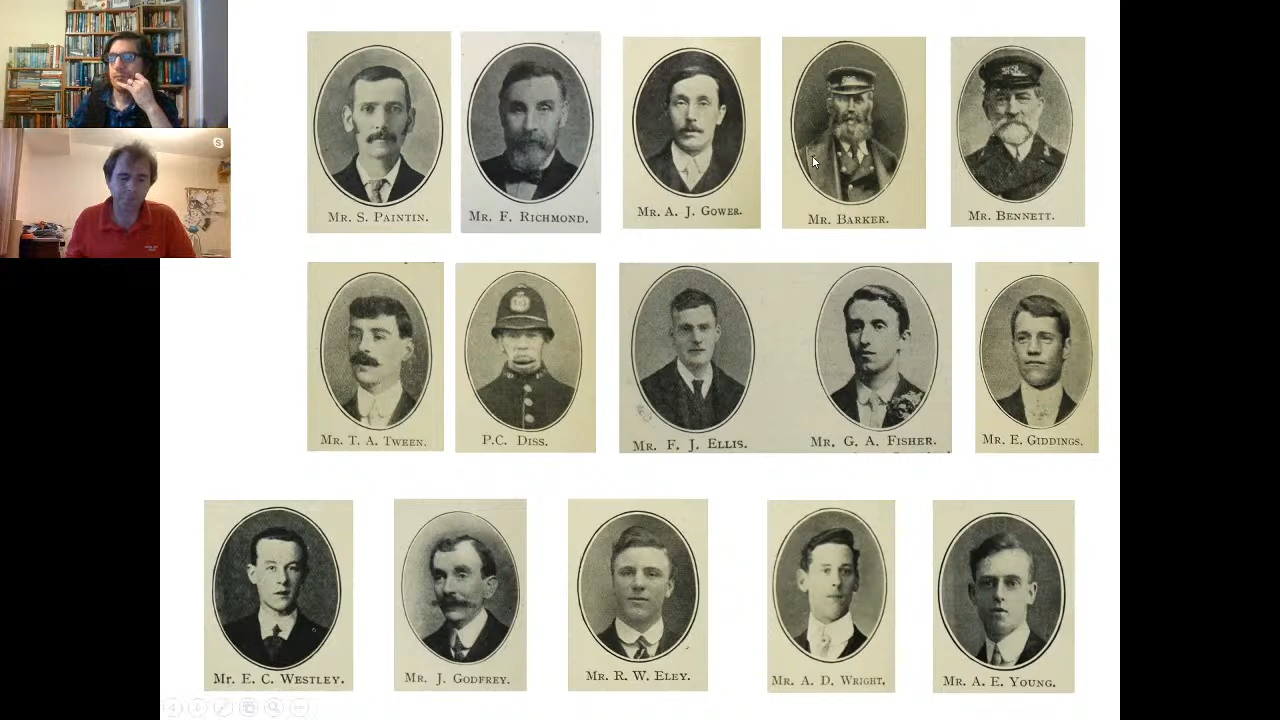 Mr. S. Paintin.
Mr. F. Richmond.
Mr. A. J. Gower.
Mr. Barker.
Mr. Bennett.
Mr. T. A. Tween.
P.C. Diss.
Mr. F. J. Ellis.
Mr. G. A. Fisher.
Mr. E. Giddings.
Mr. E. C. Westley.
Mr. J. Godfrey.
Mr. R. W. Eley.
Mr. A. D. Wright.
Mr. A. E. Young.